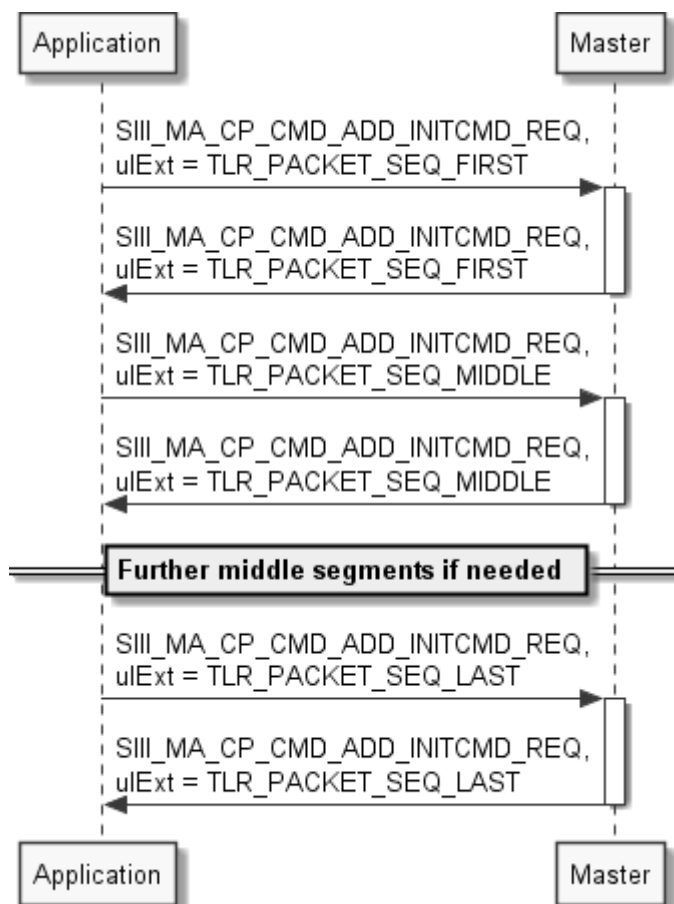 Application
Master
SIII_MA_CP_CMD_ADD_INITCMD_REQ,
ulExt = TLR_PACKET_SEQ_FIRST
SIII_MA_CP_CMD_ADD_INITCMD_REQ,
ulExt = TLR_PACKET_SEQ_FIRST
SIII_MA_CP_CMD_ADD_INITCMD_REQ,
ulExt = TLR_PACKET_SEQ_MIDDLE
SIII_MA_CP_CMD_ADD_INITCMD_REQ,
ulExt = TLR_PACKET_SEQ_MIDDLE
Further middle segments if needed
SIII_MA_CP_CMD_ADD_INITCMD_REQ,
ulExt = TLR_PACKET_SEQ_LAST
SIII_MA_CP_CMD_ADD_INITCMD_REQ,
ulExt = TLR_PACKET_SEQ_LAST
Application
Master